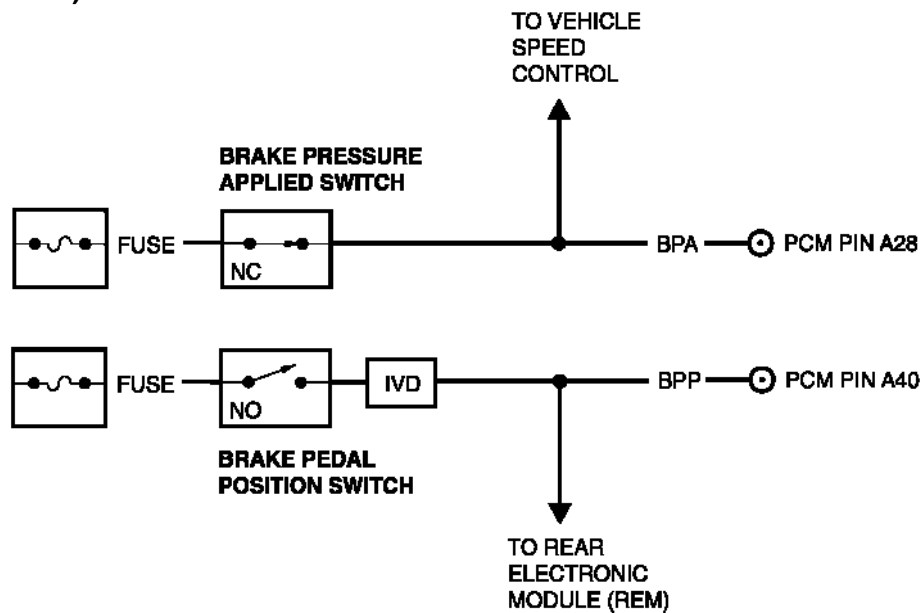 TO VEHICLE
SPEED
CONTROL
BRAKE PRESSURE
APPLIED SWITCH
FUSE
NC
BPA
PCM PIN A28
FUSE
NO
IVD
BPP
PCM PIN A40
BRAKE PEDAL
POSITION SWITCH
TO REAR
ELECTRONIC
MODULE (REM)